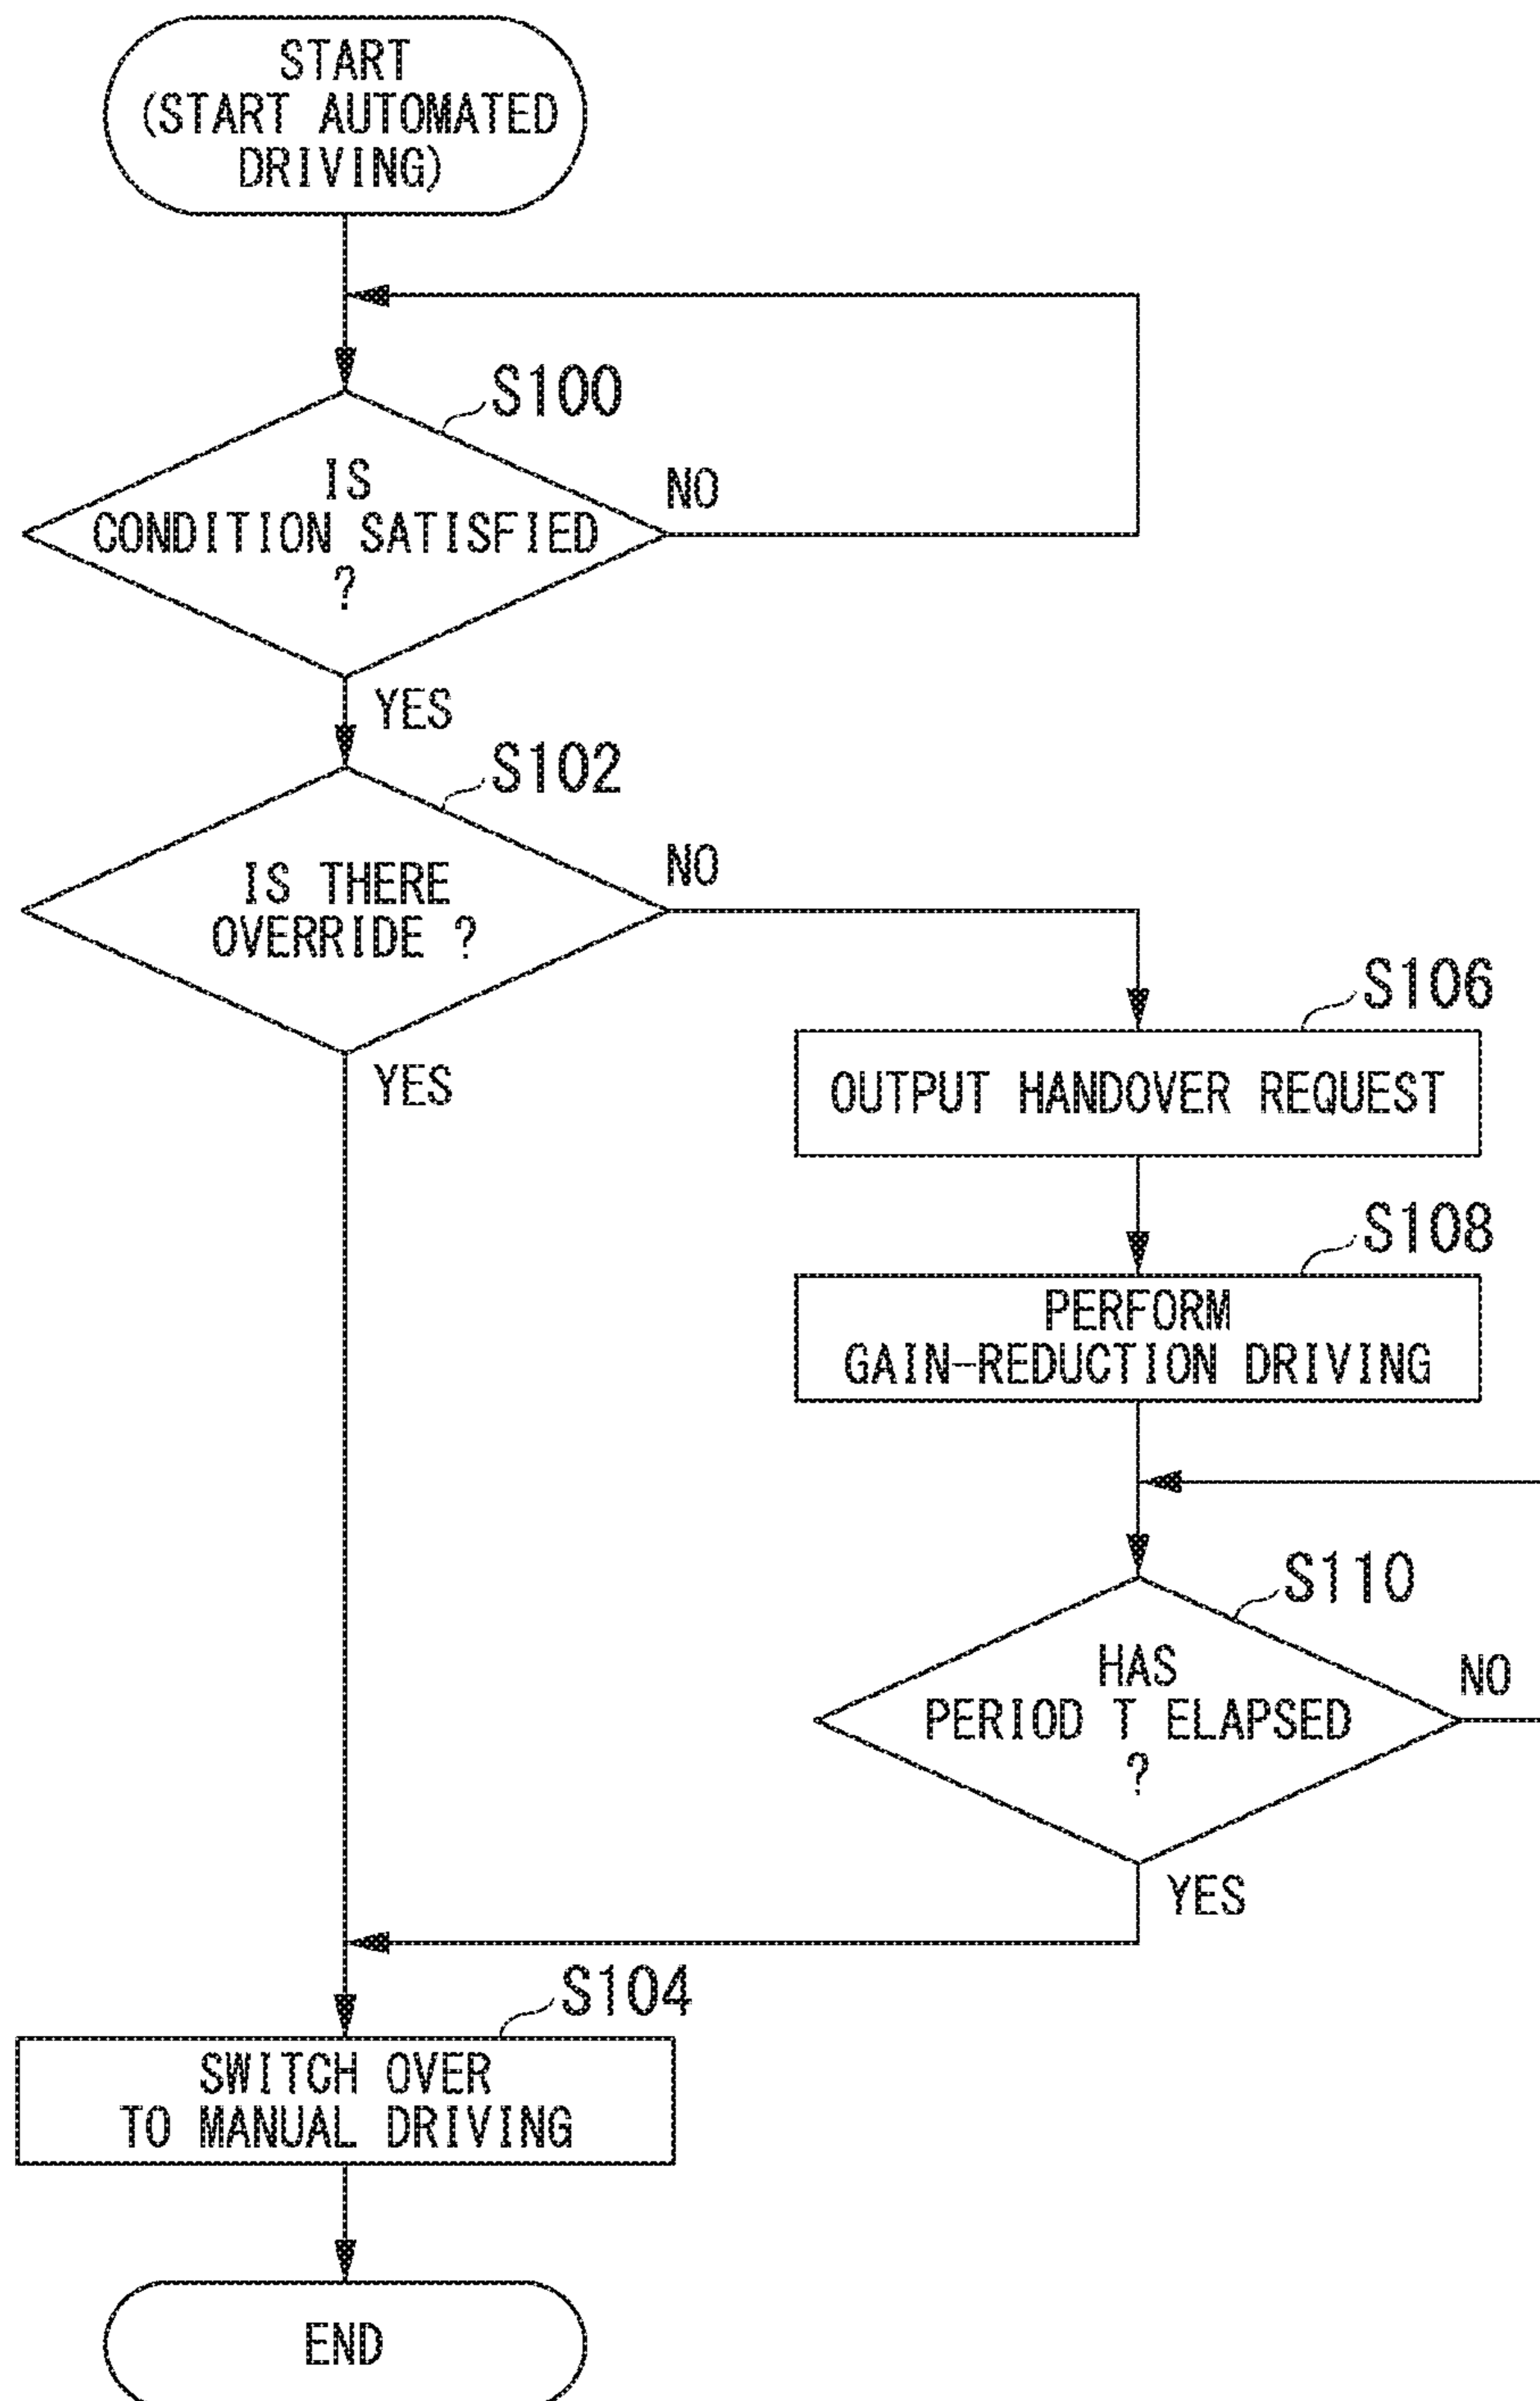 START
(START AUTOMATED
DRIVING)
S100
IS
CONDITION SATISFIED
?
NO
YES
S102
IS THERE
OVERRIDE ?
NO
YES
S106
OUTPUT HANDOVER REQUEST
S108
PERFORM
GAIN-REDUCTION DRIVING
S110
HAS
PERIOD T ELAPSED
?
NO
YES
S104
SWITCH OVER
TO MANUAL DRIVING
END